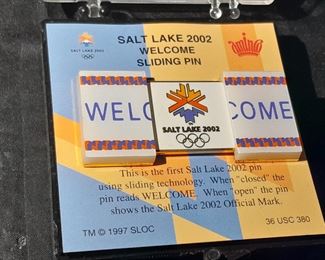 SALT LAKE 2002
WELCOME
SLIDING PIN
SALT LAKE 2002
WELC
COME
SALT LAKE 2002
This is the first Salt Lake 2002 pin
using sliding technology. When "closed" the
pin reads WELCOME. When "open" the pin
shows the Salt Lake 2002 Official Mark.
TM © 1997 SLOC
36 USC 380